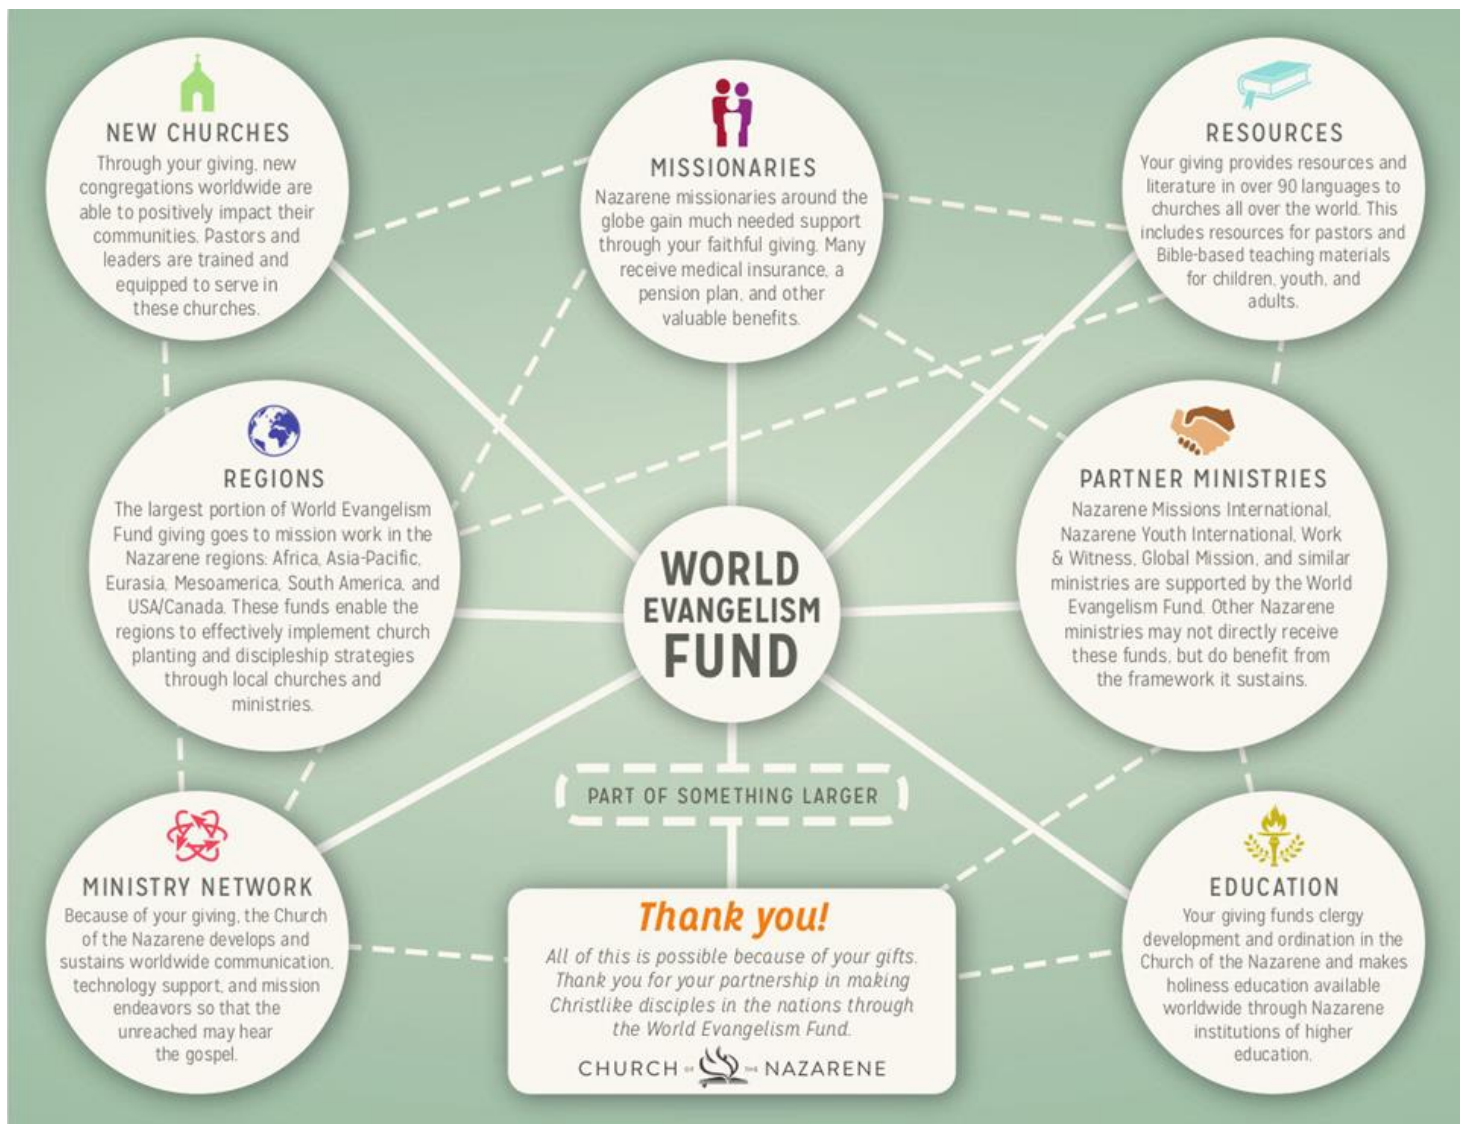 NEW CHURCHES
Through your giving, new
congregations worldwide are
able to positively impact their
communities. Pastors and
leaders are trained and
equipped to serve in
these churches.
MISSIONARIES
Nazarene missionaries around the
globe gain much needed support
through your faithful giving. Many
receive medical insurance, a
pension plan, and other
valuable benefits.
RESOURCES
Your giving provides resources and
literature in over 90 languages to
churches all over the world. This
includes resources for pastors and
Bible-based teaching materials
for children, youth, and
adults.
REGIONS
The largest portion of World Evangelism
Fund giving goes to mission work in the
Nazarene regions: Africa, Asia-Pacific,
Eurasia, Mesoamerica, South America, and
USA/Canada. These funds enable the
regions to effectively implement church
planting and discipleship strategies
through local churches and
ministries.
WORLD
EVANGELISM
FUND
PARTNER MINISTRIES
Nazarene Missions International,
Nazarene Youth International, Work
& Witness, Global Mission, and similar
ministries are supported by the World
Evangelism Fund. Other Nazarene
ministries may not directly receive
these funds, but do benefit from
the framework it sustains.
PART OF SOMETHING LARGER
MINISTRY NETWORK
Because of your giving, the Church
of the Nazarene develops and
sustains worldwide communication,
technology support, and mission
endeavors so that the
unreached may hear
the gospel.
Thank you!
All of this is possible because of your gifts.
Thank you for your partnership in making
Christlike disciples in the nations through
the World Evangelism Fund.
CHURCH OF THE NAZARENE
EDUCATION
Your giving funds clergy
development and ordination in the
Church of the Nazarene and makes
holiness education available
worldwide through Nazarene
institutions of higher
education.